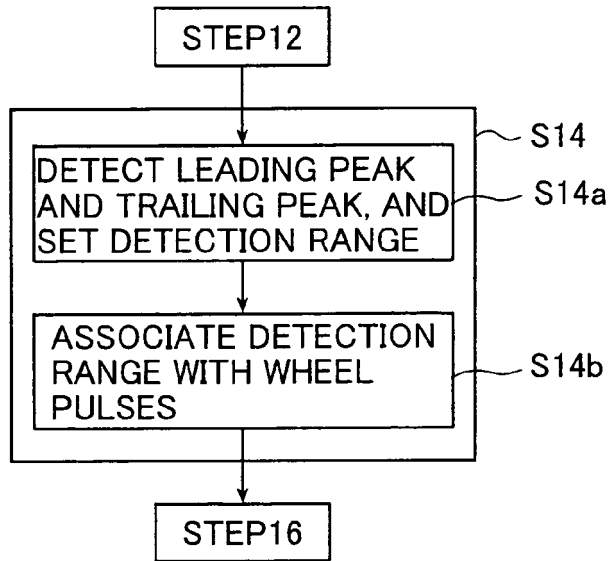 STEP12
S14
DETECT LEADING PEAK
AND TRAILING PEAK, AND
SET DETECTION RANGE
S14a
ASSOCIATE DETECTION
RANGE WITH WHEEL
PULSES
S14b
STEP16